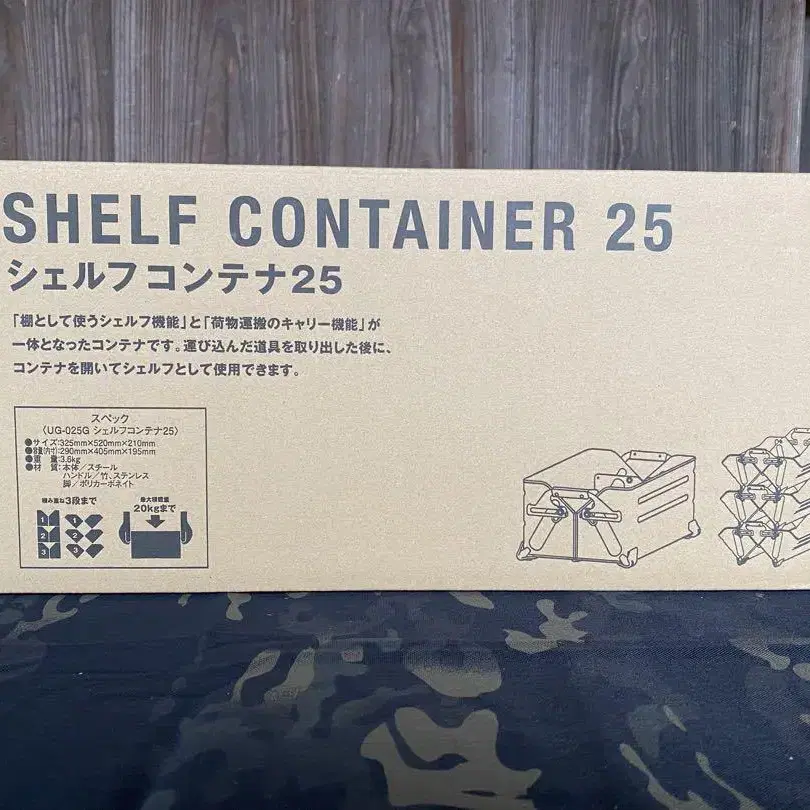 SHELF CONTAINER 25
シェルフコンテナ25
「棚として使うシェルフ機能」と「荷物運搬のキャリー機能」が
一体となったコンテナです。運び込んだ道具を取り出した後に、
コンテナを開いてシェルフとして使用できます。
スペック
〈UG-025G シェルフコンテナ25〉
●サイズ:325mm×520mm×210mm
●容量(内寸):290mm×405mm×195mm
●重　量:3.6kg
●材　質:本体／スチール
ハンドル／竹、ステンレス
脚／ポリカーボネイト
積み重ね3段まで
1
2
3
1
2
3
最大積載量
20kgまで